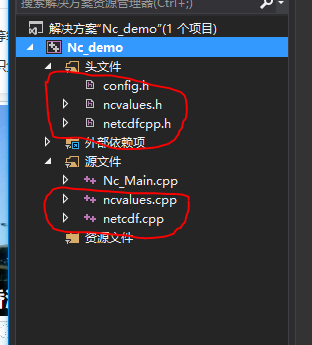 搜索解决方案资源管理器(Ctrl+;)
解决方案"Nc_demo"(1 个项目)
Nc_demo
头文件
config.h
ncvalues.h
netcdfcpp.h
外部依赖项
源文件
Nc_Main.cpp
ncvalues.cpp
netcdf.cpp
资源文件